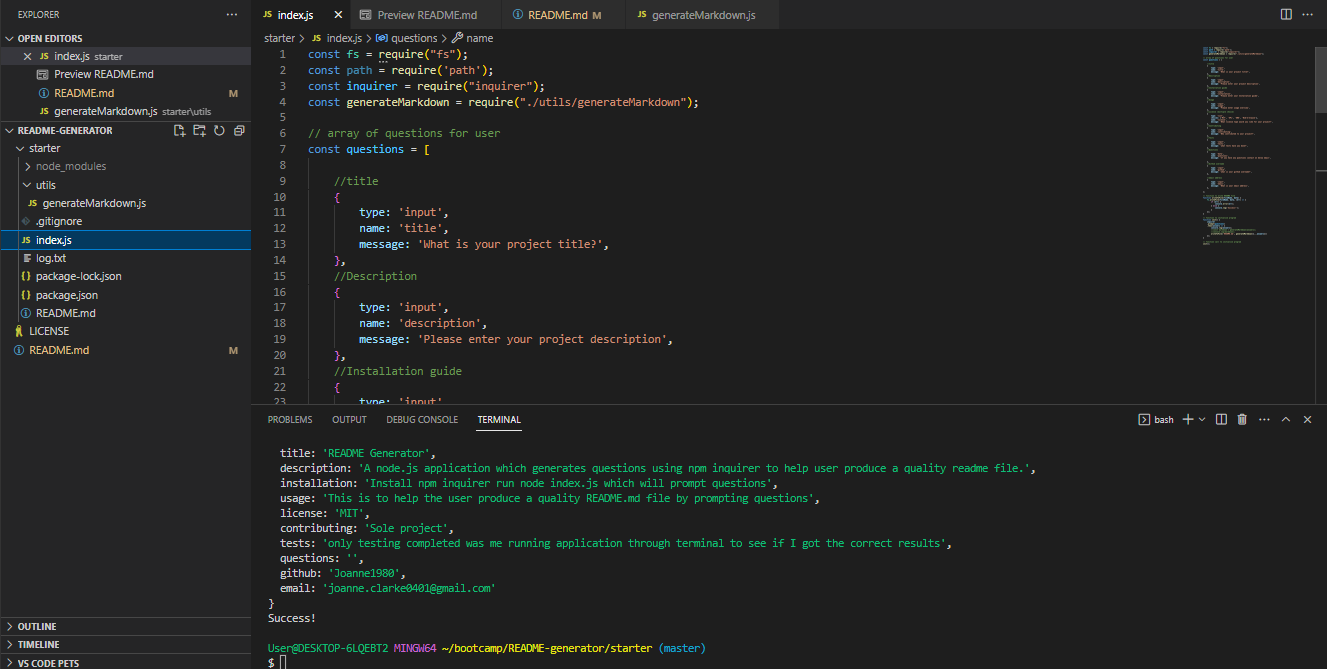 EXPLORER
OPEN EDITORS
index.js starter
Preview README.md
README.md M
generateMarkdown.js starter\utils
README-GENERATOR
starter
node_modules
utils
generateMarkdown.js
.gitignore
index.js
log.txt
package-lock.json
package.json
README.md
LICENSE
README.md M
OUTLINE
TIMELINE
VS CODE PETS
index.js Preview README.md README.md M generateMarkdown.js
starter > index.js > questions > name
1 const fs = require("fs");
2 const path = require('path');
3 const inquirer = require("inquirer");
4 const generateMarkdown = require("./utils/generateMarkdown");
5
6 // array of questions for user
7 const questions = [
8
9 //title
10 {
11 type: 'input',
12 name: 'title',
13 message: 'What is your project title?',
14 },
15 //Description
16 {
17 type: 'input',
18 name: 'description',
19 message: 'Please enter your project description',
20 },
21 //Installation guide
22 {
23 type: 'input'
PROBLEMS OUTPUT DEBUG CONSOLE TERMINAL bash
title: 'README Generator',
description: 'A node.js application which generates questions using npm inquirer to help user produce a quality readme file.',
installation: 'Install npm inquirer run node index.js which will prompt questions',
usage: 'This is to help the user produce a quality README.md file by prompting questions',
license: 'MIT',
contributing: 'Sole project',
tests: 'only testing completed was me running application through terminal to see if I got the correct results',
questions: '',
github: 'Joanne1980',
email: 'joanne.clarke0401@gmail.com'
}
Success!
User@DESKTOP-6LQEBT2 MINGW64 ~/bootcamp/README-generator/starter (master)
$